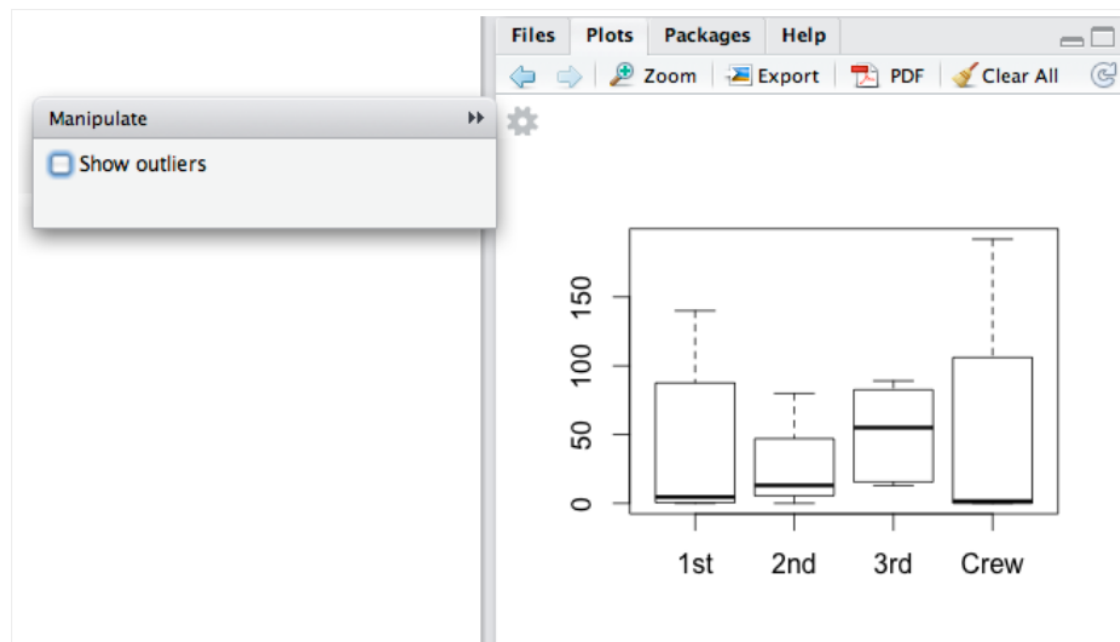 Files Plots Packages Help
Zoom Export PDF Clear All
Manipulate
Show outliers
150
100
50
0
1st 2nd 3rd Crew